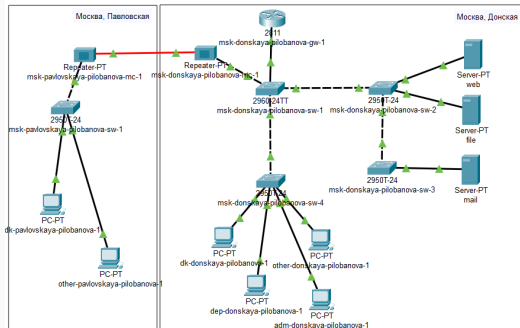 Москва, Павловская
Москва, Донская
2811
msk-donskaya-pilobanova-gw-1
Repeater-PT
msk-pavlovskaya-pilobanova-mc-1
Repeater-PT
msk-donskaya-pilobanova-mc-1
Server-PT
web
2960-24TT
msk-donskaya-pilobanova-sw-1
2950T-24
msk-donskaya-pilobanova-sw-2
2950T-24
msk-pavlovskaya-pilobanova-sw-1
Server-PT
file
2950T-24
msk-donskaya-pilobanova-sw-3
Server-PT
mail
2950T-24
msk-donskaya-pilobanova-sw-4
PC-PT
dk-pavlovskaya-pilobanova-1
PC-PT
other-pavlovskaya-pilobanova-1
PC-PT
dk-donskaya-pilobanova-1
PC-PT
other-donskaya-pilobanova-1
PC-PT
dep-donskaya-pilobanova-1
PC-PT
adm-donskaya-pilobanova-1